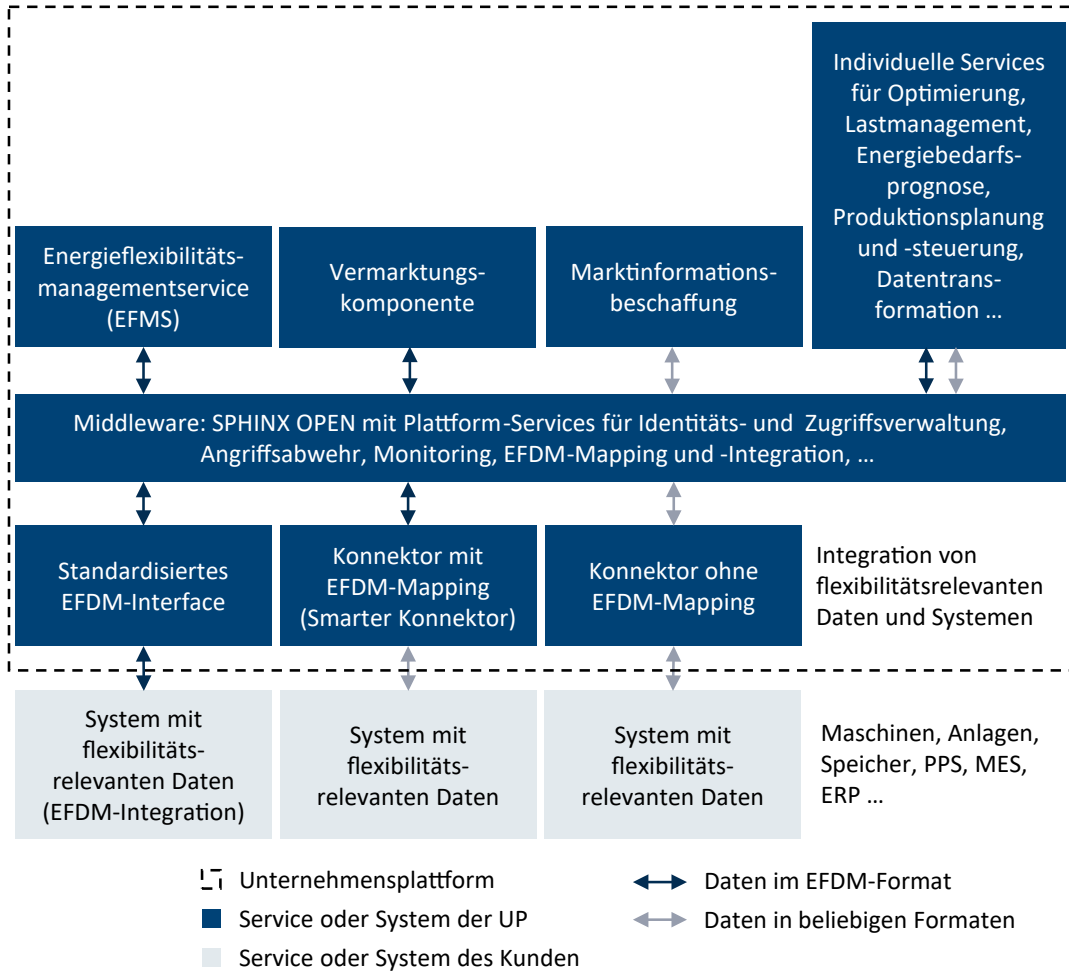 Individuelle Services
für Optimierung,
Lastmanagement,
Energiebedarfs-
prognose,
Produktionsplanung
und -steuerung,
Datentrans-
formation ...
Energieflexibilitäts-
managementservice
(EFMS)
Vermarktungs-
komponente
Marktinformations-
beschaffung
Middleware: SPHINX OPEN mit Plattform-Services für Identitäts- und Zugriffsverwaltung,
Angriffsabwehr, Monitoring, EFDM-Mapping und -Integration, ...
Standardisiertes
EFDM-Interface
Konnektor mit
EFDM-Mapping
(Smarter Konnektor)
Konnektor ohne
EFDM-Mapping
Integration von
flexibilitätsrelevanten
Daten und Systemen
System mit
flexibilitäts-
relevanten Daten
(EFDM-Integration)
System mit
flexibilitäts-
relevanten Daten
System mit
flexibilitäts-
relevanten Daten
Maschinen, Anlagen,
Speicher, PPS, MES,
ERP ...
Unternehmensplattform
Service oder System der UP
Service oder System des Kunden
Daten im EFDM-Format
Daten in beliebigen Formaten